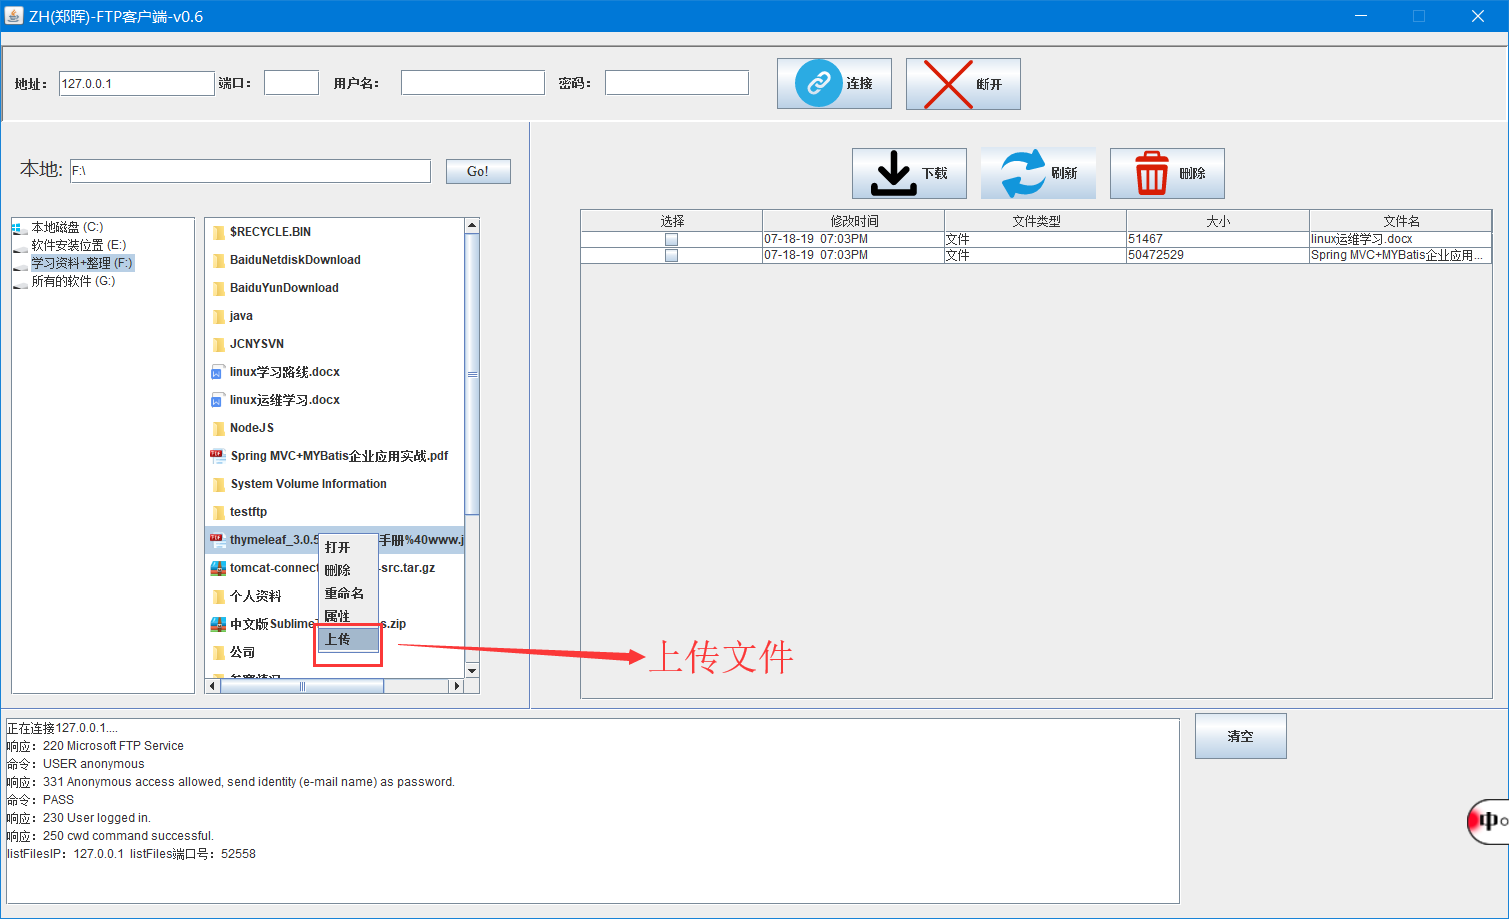 ZH(郑晖)-FTP客户端-v0.6
地址： 127.0.0.1 端口： 用户名： 密码： 连接 断开
本地: F:\ Go!
下载 刷新 删除
本地磁盘 (C:)
软件安装位置 (E:)
学习资料+整理 (F:)
所有的软件 (G:)
$RECYCLE.BIN
BaiduNetdiskDownload
BaiduYunDownload
java
JCNYSVN
linux学习路线.docx
linux运维学习.docx
NodeJS
Spring MVC+MYBatis企业应用实战.pdf
System Volume Information
testftp
thymeleaf_3.0.5 手册%40www.j
tomcat-connect -src.tar.gz
个人资料
中文版Sublime s.zip
公司
打开
删除
重命名
属性
上传
上传文件
选择 修改时间 文件类型 大小 文件名
07-18-19 07:03PM 文件 51467 linux运维学习.docx
07-18-19 07:03PM 文件 50472529 Spring MVC+MYBatis企业应用...
正在连接127.0.0.1....
响应：220 Microsoft FTP Service
命令：USER anonymous
响应：331 Anonymous access allowed, send identity (e-mail name) as password.
命令：PASS
响应：230 User logged in.
响应：250 cwd command successful.
listFilesIP：127.0.0.1 listFiles端口号：52558
清空
中